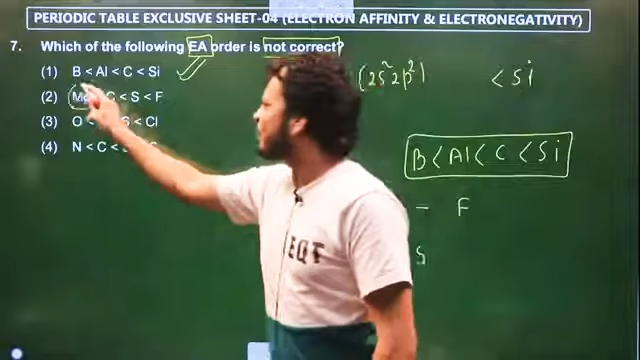 PERIODIC TABLE EXCLUSIVE SHEET-04 (ELECTRON AFFINITY & ELECTRONEGATIVITY)
7. Which of the following EA order is not correct?
(1) B < Al < C < Si
(2) C < S < F
(3) O < S < Cl
(4) N < C <
(2s² 2p²) < Si
B < Al < C < Si
– F
S
EQT